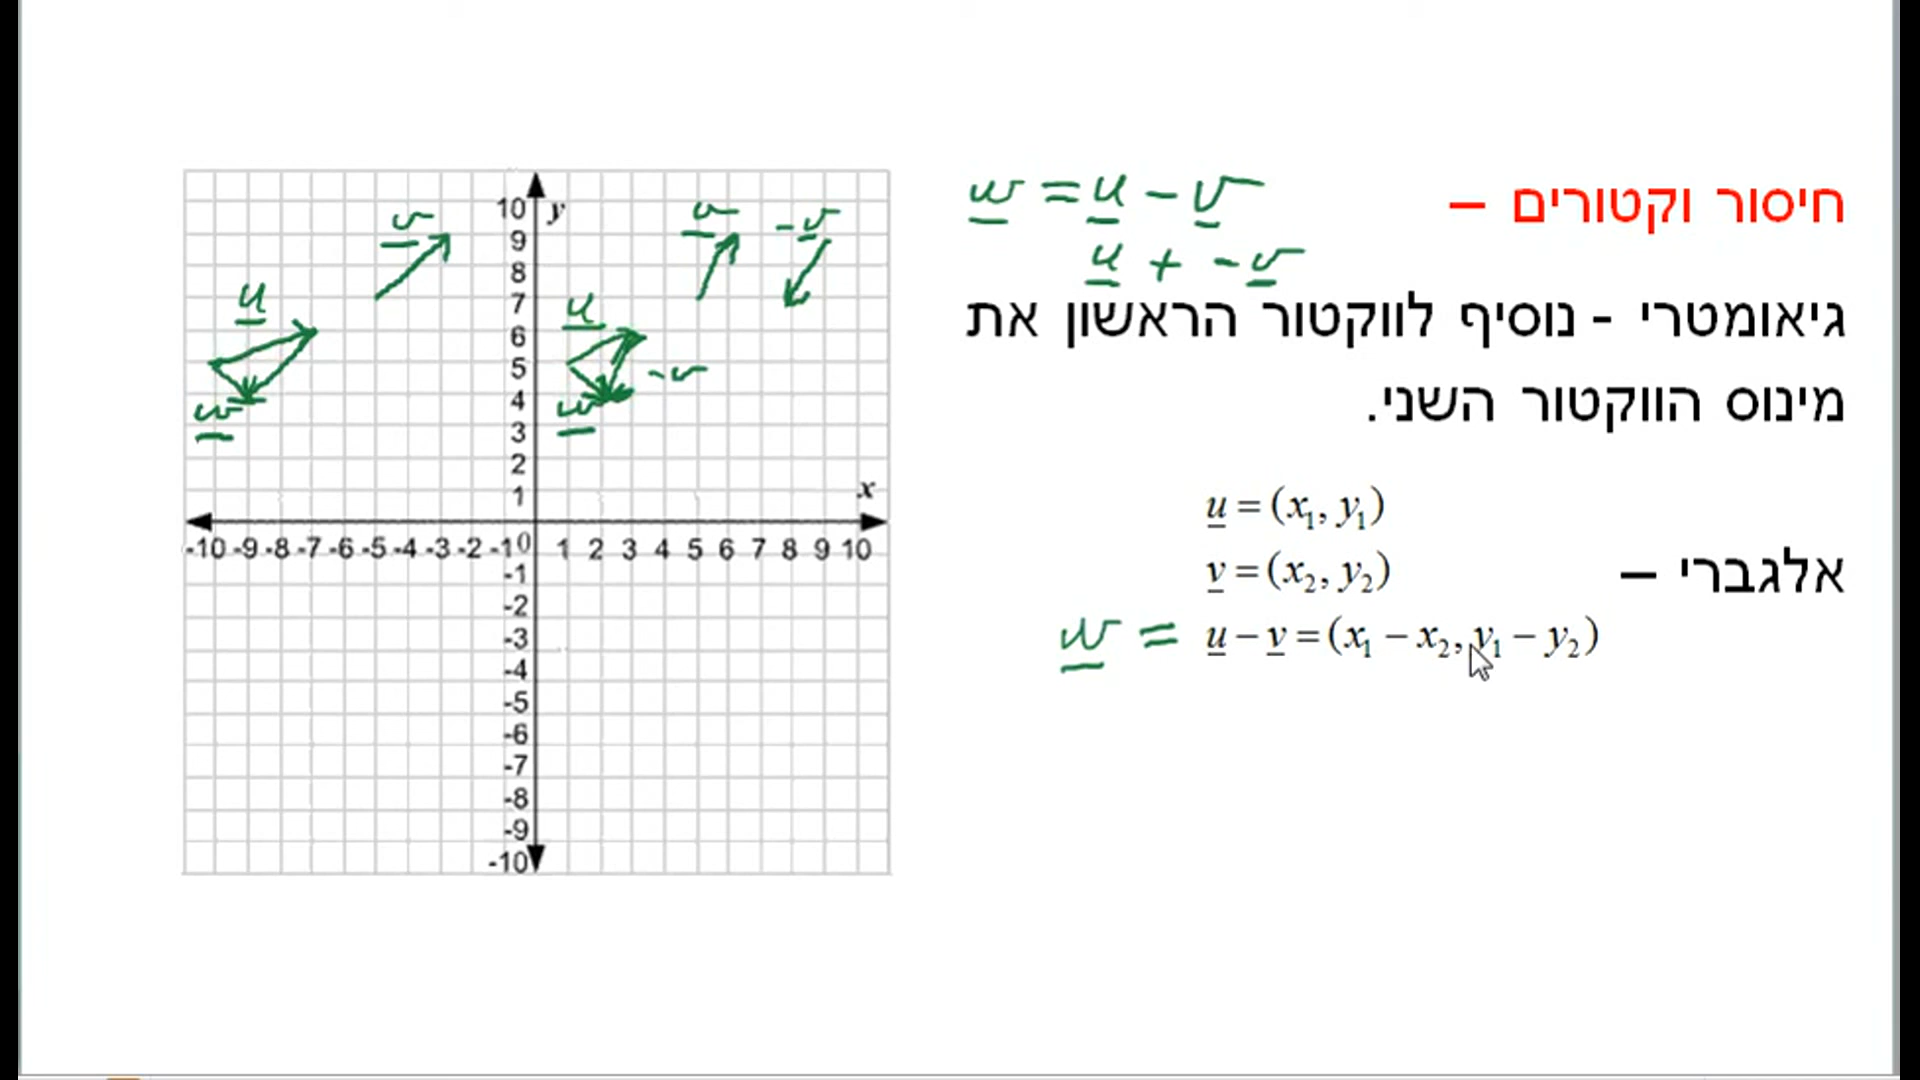 חיסור וקטורים – w = u - v
u + -v
גיאומטרי - נוסיף לווקטור הראשון את
מינוס הווקטור השני.
אלגברי –
u = (x₁, y₁)
v = (x₂, y₂)
w = u − v = (x₁ − x₂, y₁ − y₂)
y
x
10
9
8
7
6
5
4
3
2
1
-10 -9 -8 -7 -6 -5 -4 -3 -2 -1 0 1 2 3 4 5 6 7 8 9 10
-1
-2
-3
-4
-5
-6
-7
-8
-9
-10
v
u
w
v
-v
u
-v
w